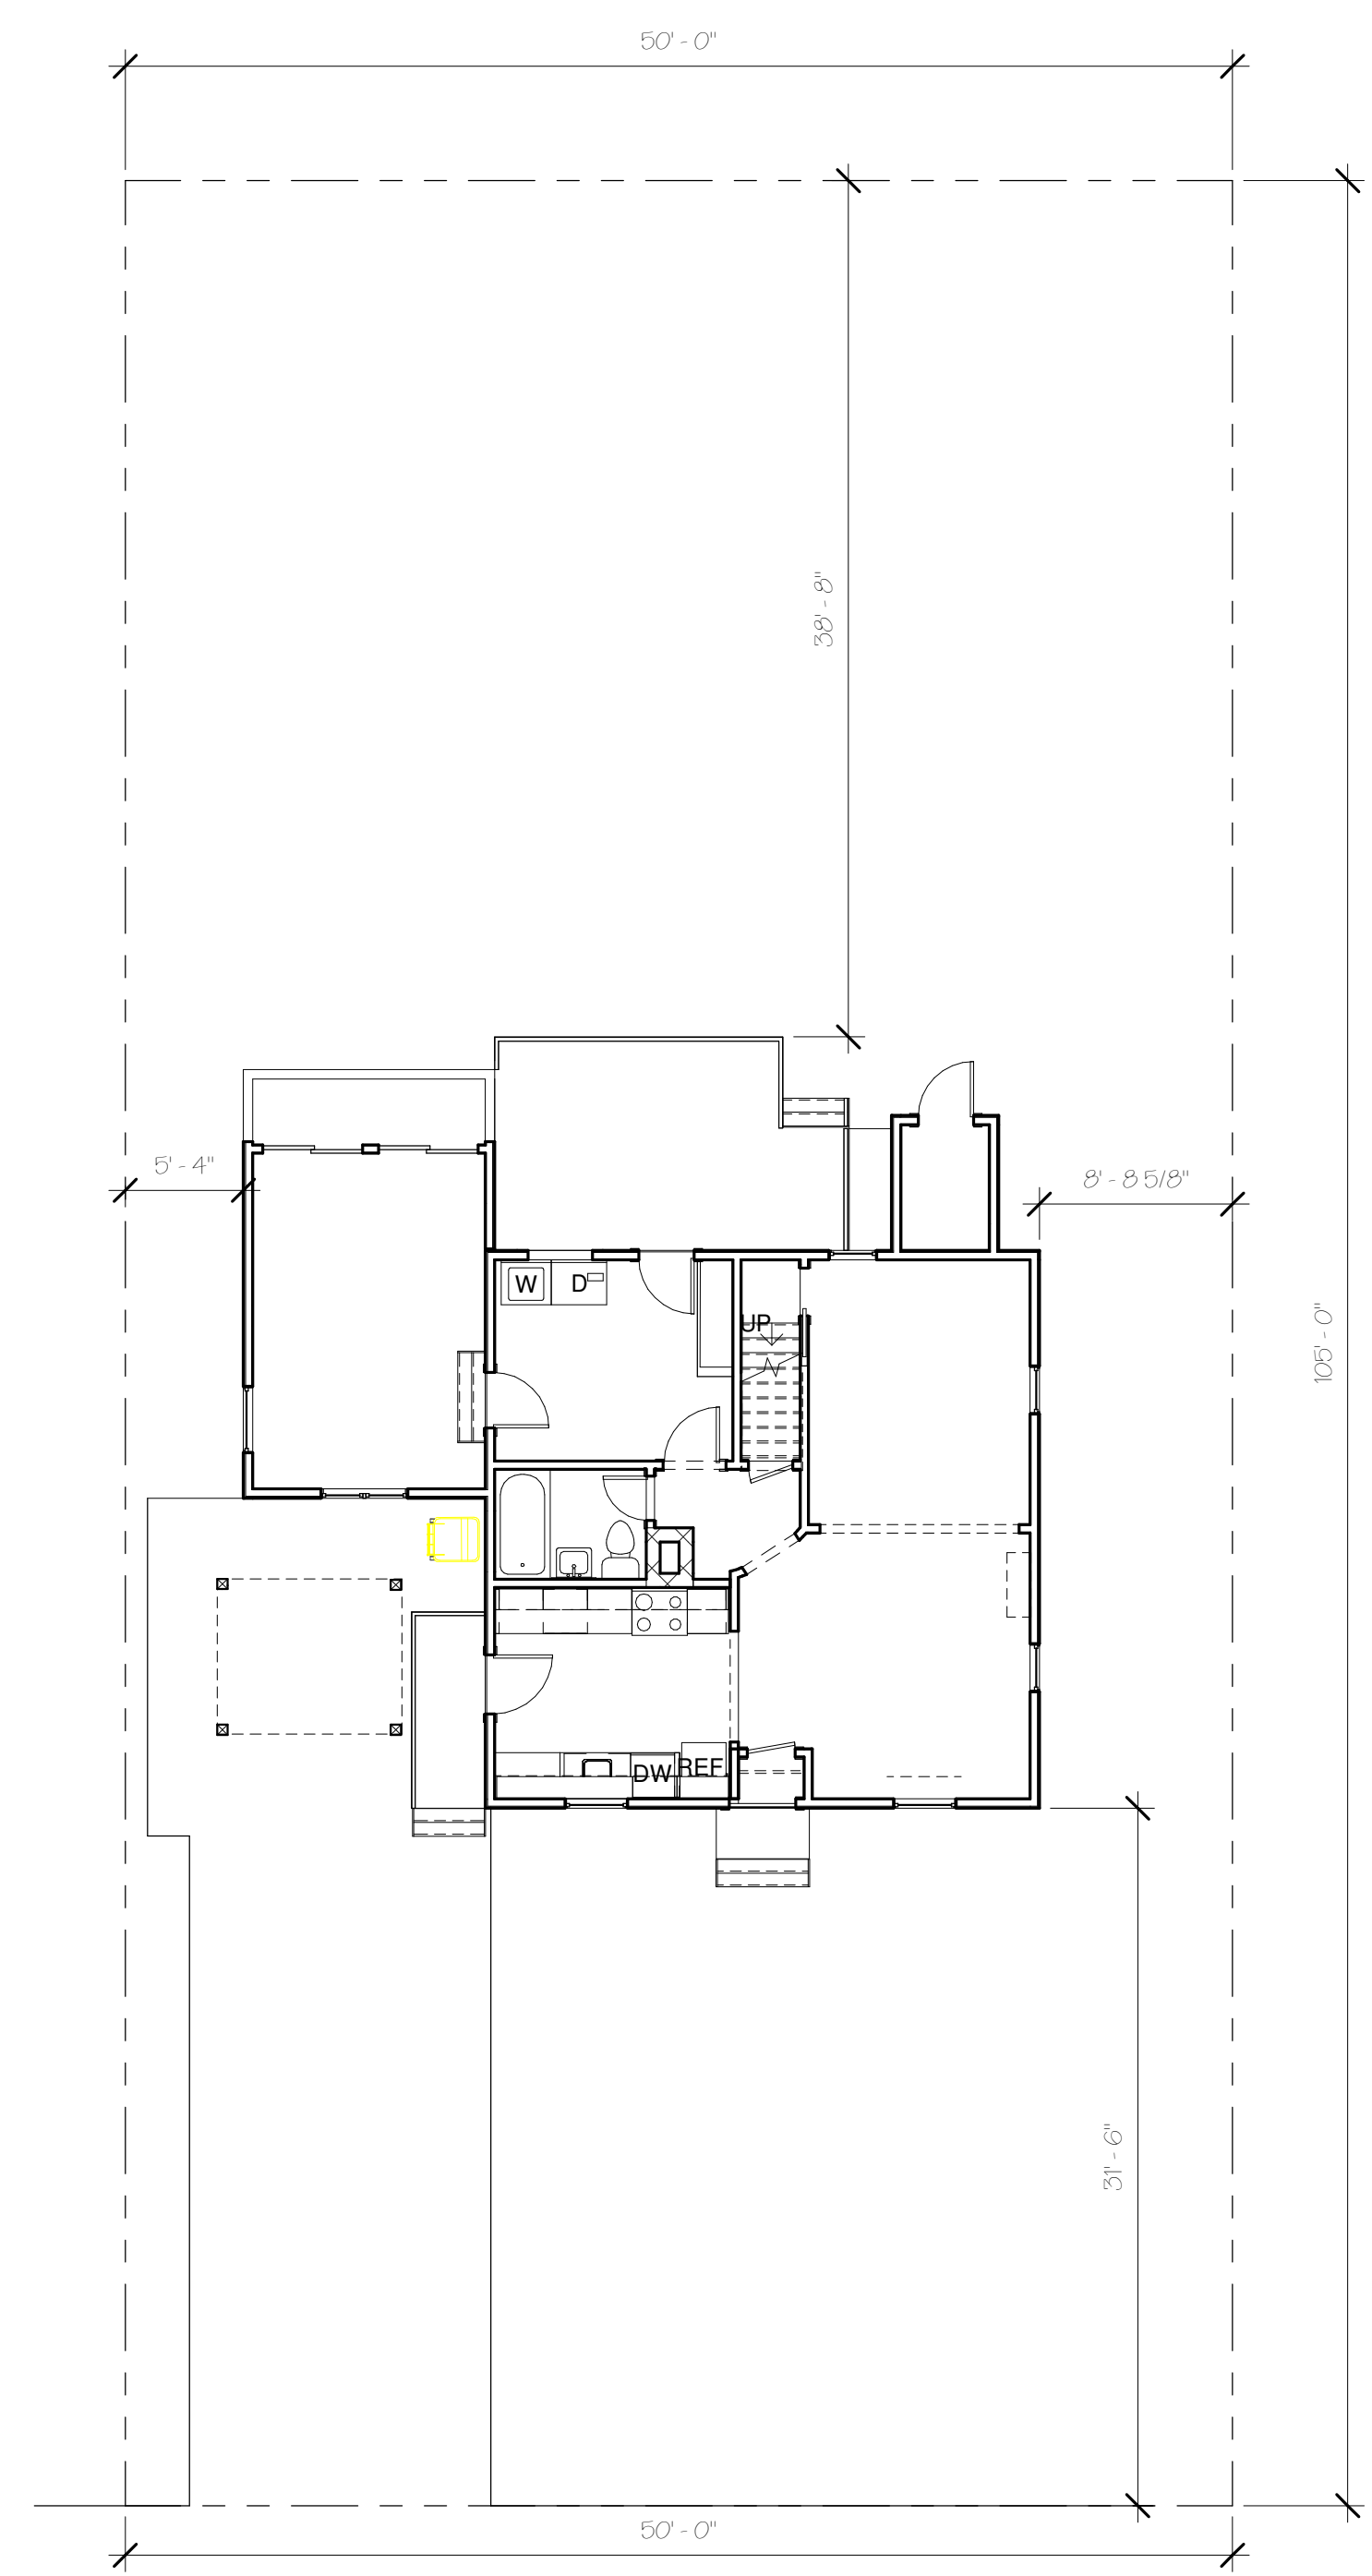 50' - 0"
38' - 8"
5' - 4"
8' - 8 5/8"
105' - 0"
W
D
UP
DW
REF
31' - 6"
50' - 0"